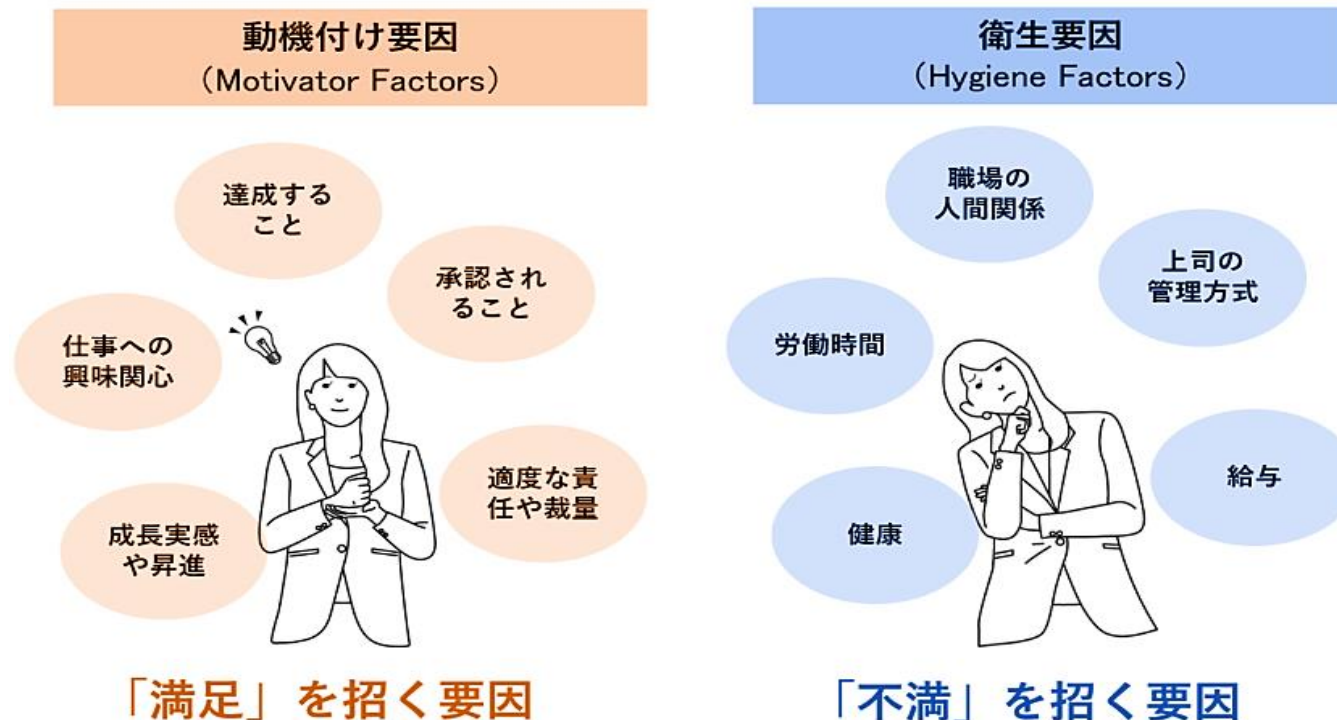 動機付け要因
（Motivator Factors）
達成する
こと
承認され
ること
仕事への
興味関心
適度な責
任や裁量
成長実感
や昇進
「満足」を招く要因
衛生要因
（Hygiene Factors）
職場の
人間関係
上司の
管理方式
労働時間
給与
健康
「不満」を招く要因